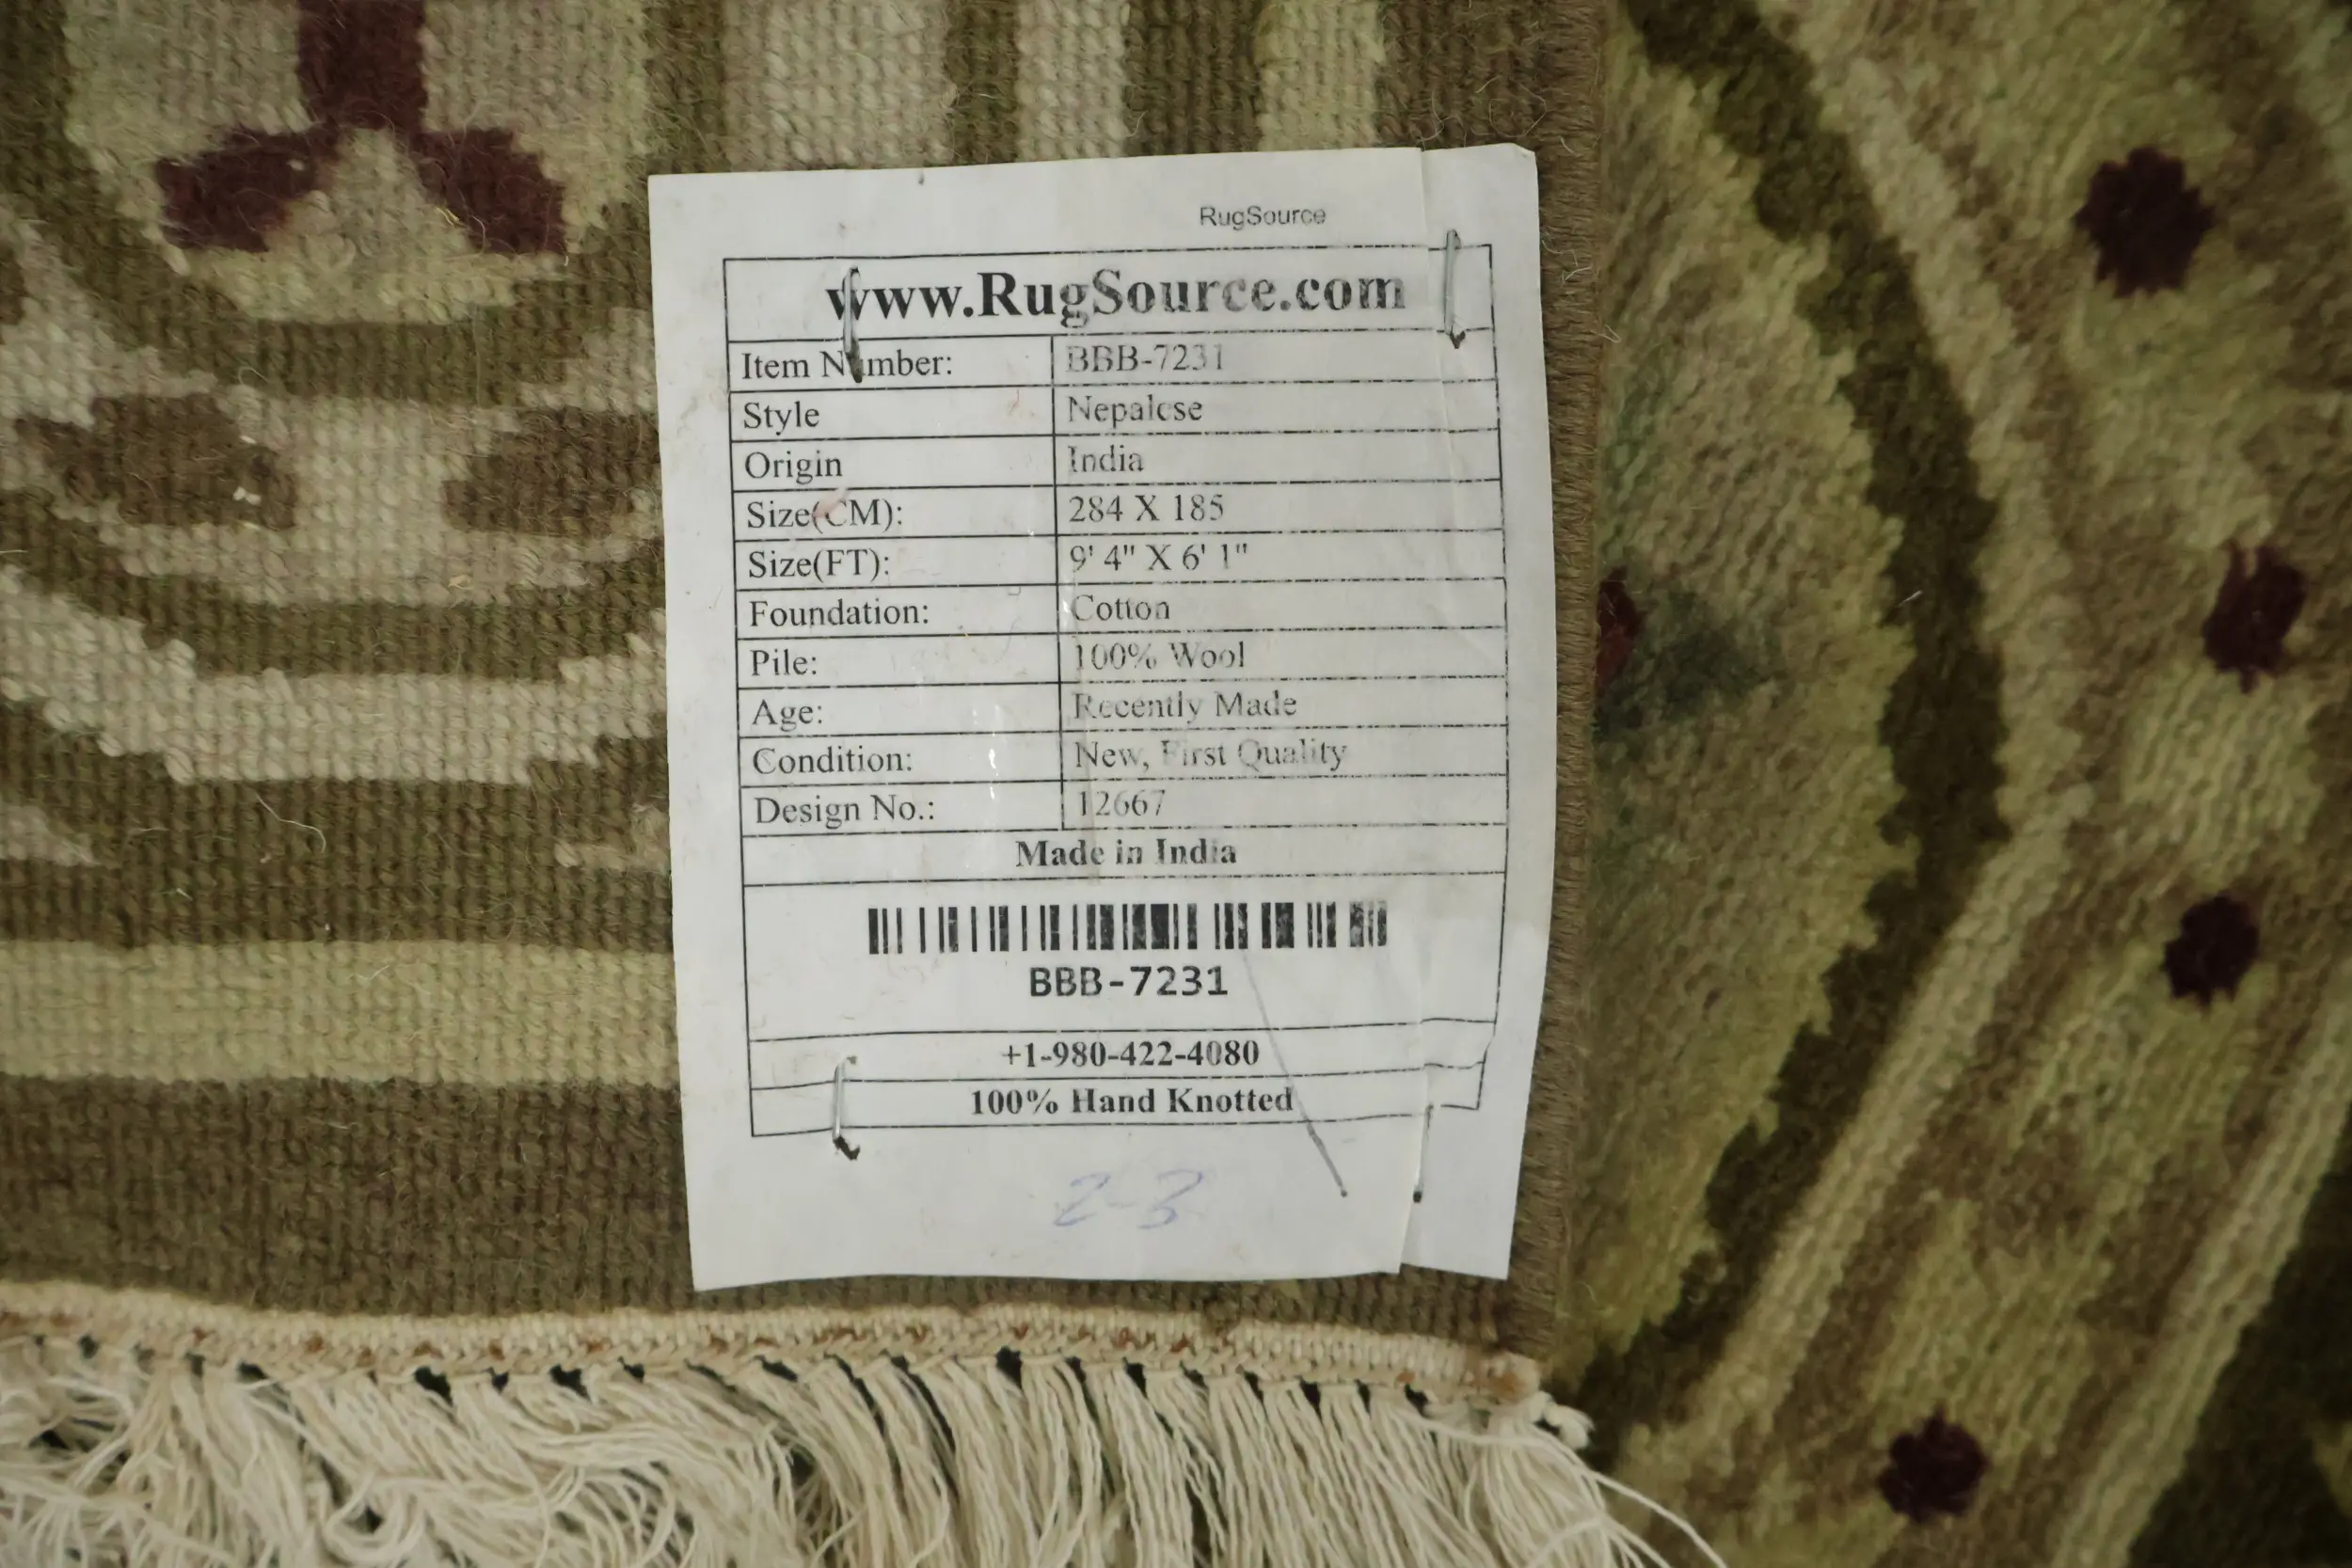 RugSource
www.RugSource.com
Item Number: BBB-7231
Style Nepalese
Origin India
Size(CM): 284 X 185
Size(FT): 9' 4" X 6' 1"
Foundation: Cotton
Pile: 100% Wool
Age: Recently Made
Condition: New, First Quality
Design No.: 12667
Made in India
BBB-7231
+1-980-422-4080
100% Hand Knotted
2-3